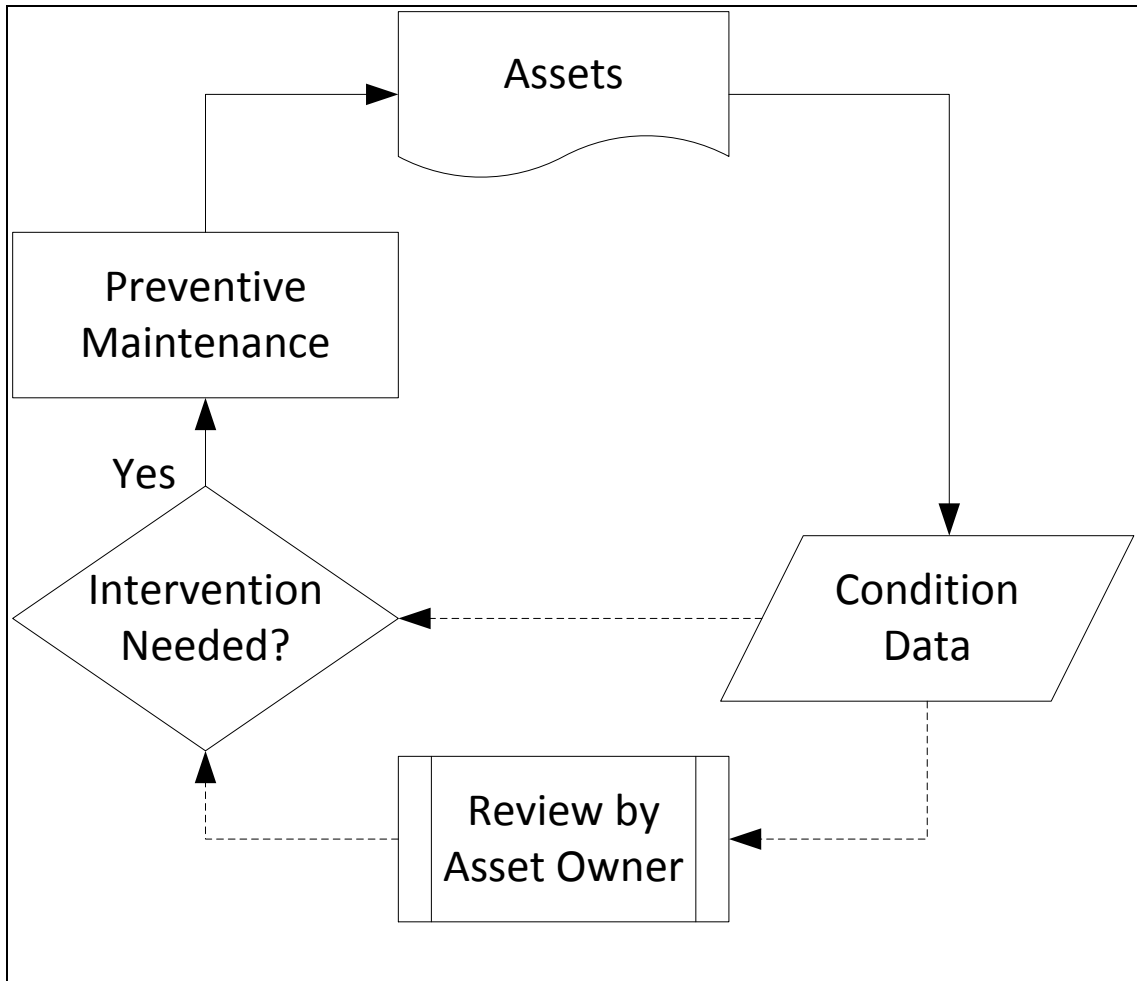 Assets
Preventive
Maintenance
Yes
Intervention
Needed?
Condition
Data
Review by
Asset Owner